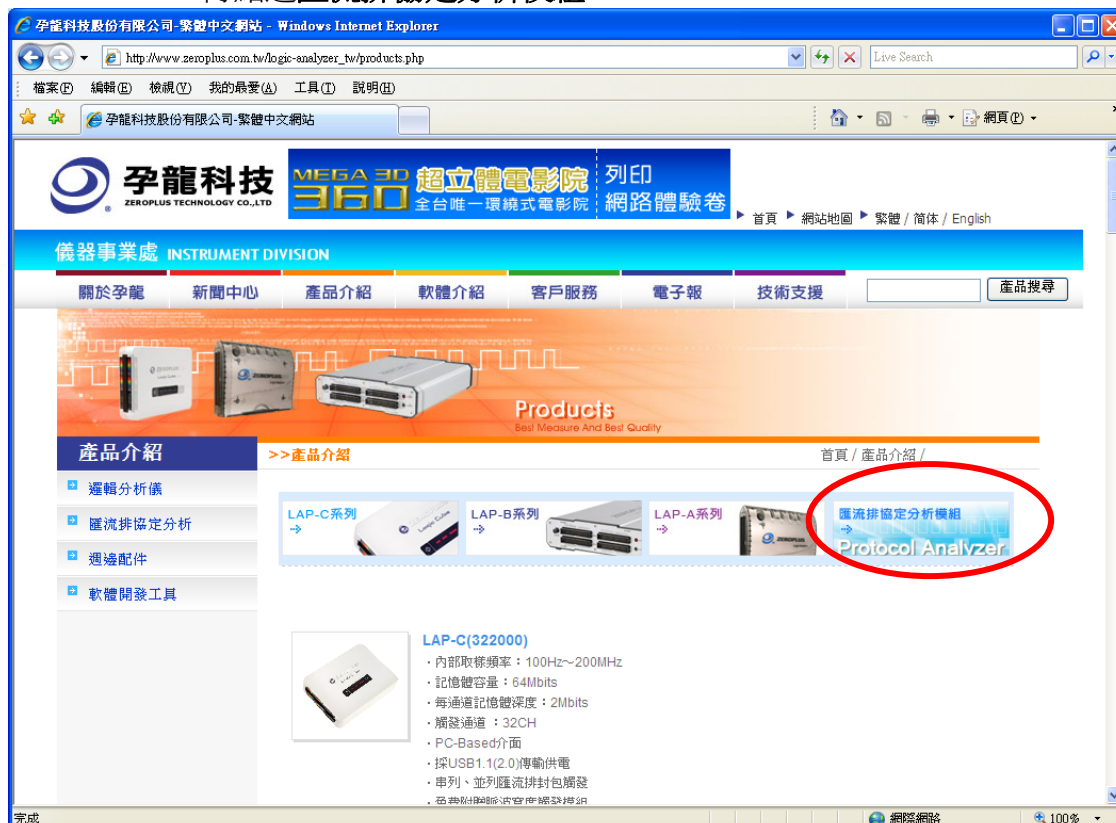 孕龍科技股份有限公司-繁體中文網站 - Windows Internet Explorer
http://www.zeroplus.com.tw/logic-analyzer_tw/products.php
Live Search
檔案(F) 編輯(E) 檢視(V) 我的最愛(A) 工具(T) 說明(H)
孕龍科技股份有限公司-繁體中文網站
網頁(P)
孕龍科技
ZEROPLUS TECHNOLOGY CO.,LTD
MEGA 3D
360
超立體電影院
全台唯一環繞式電影院
列印
網路體驗卷
首頁 網站地圖 繁體 / 简体 / English
儀器事業處 INSTRUMENT DIVISION
關於孕龍 新聞中心 產品介紹 軟體介紹 客戶服務 電子報 技術支援 產品搜尋
Products
Best Measure And Best Quality
產品介紹
>>產品介紹
首頁 / 產品介紹 /
邏輯分析儀
匯流排協定分析
週邊配件
軟體開發工具
LAP-C系列
LAP-B系列
LAP-A系列
匯流排協定分析模組
Protocol Analyzer
LAP-C(322000)
‧內部取樣頻率：100Hz～200MHz
‧記憶體容量：64Mbits
‧每通道記憶體深度：2Mbits
‧觸發通道 ：32CH
‧PC-Based介面
‧採USB1.1(2.0)傳輸供電
‧串列、並列匯流排封包觸發
完成
網際網路
100%